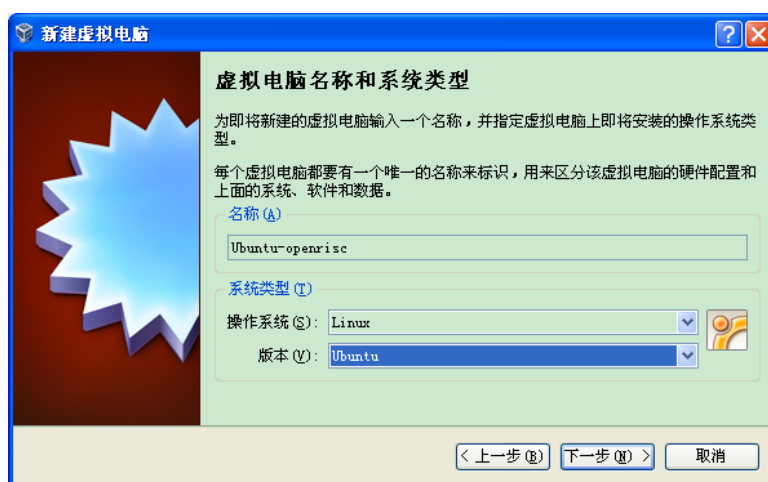 新建虚拟电脑
虚拟电脑名称和系统类型
为即将新建的虚拟电脑输入一个名称，并指定虚拟电脑上即将安装的操作系统类
型。
每个虚拟电脑都要有一个唯一的名称来标识，用来区分该虚拟电脑的硬件配置和
上面的系统、软件和数据。
名称(A)
Ubuntu-openrisc
系统类型(T)
操作系统(S): Linux
版本(V): Ubuntu
< 上一步(B) 下一步(N) > 取消